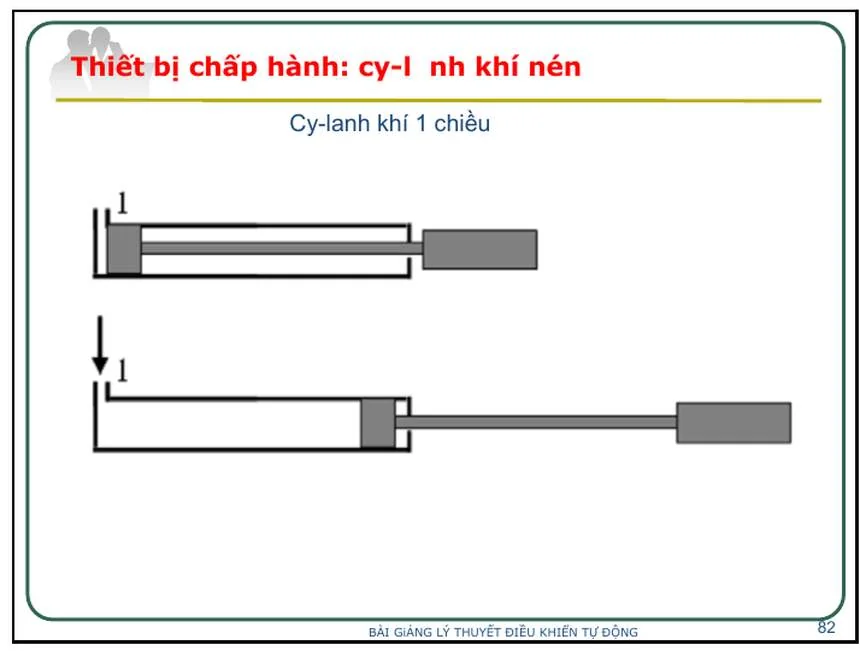 Thiết bị chấp hành: cy-l nh khí nén
Cy-lanh khí 1 chiều
1
1
BÀI GiẢNG LÝ THUYẾT ĐIỀU KHIỂN TỰ ĐỘNG
82